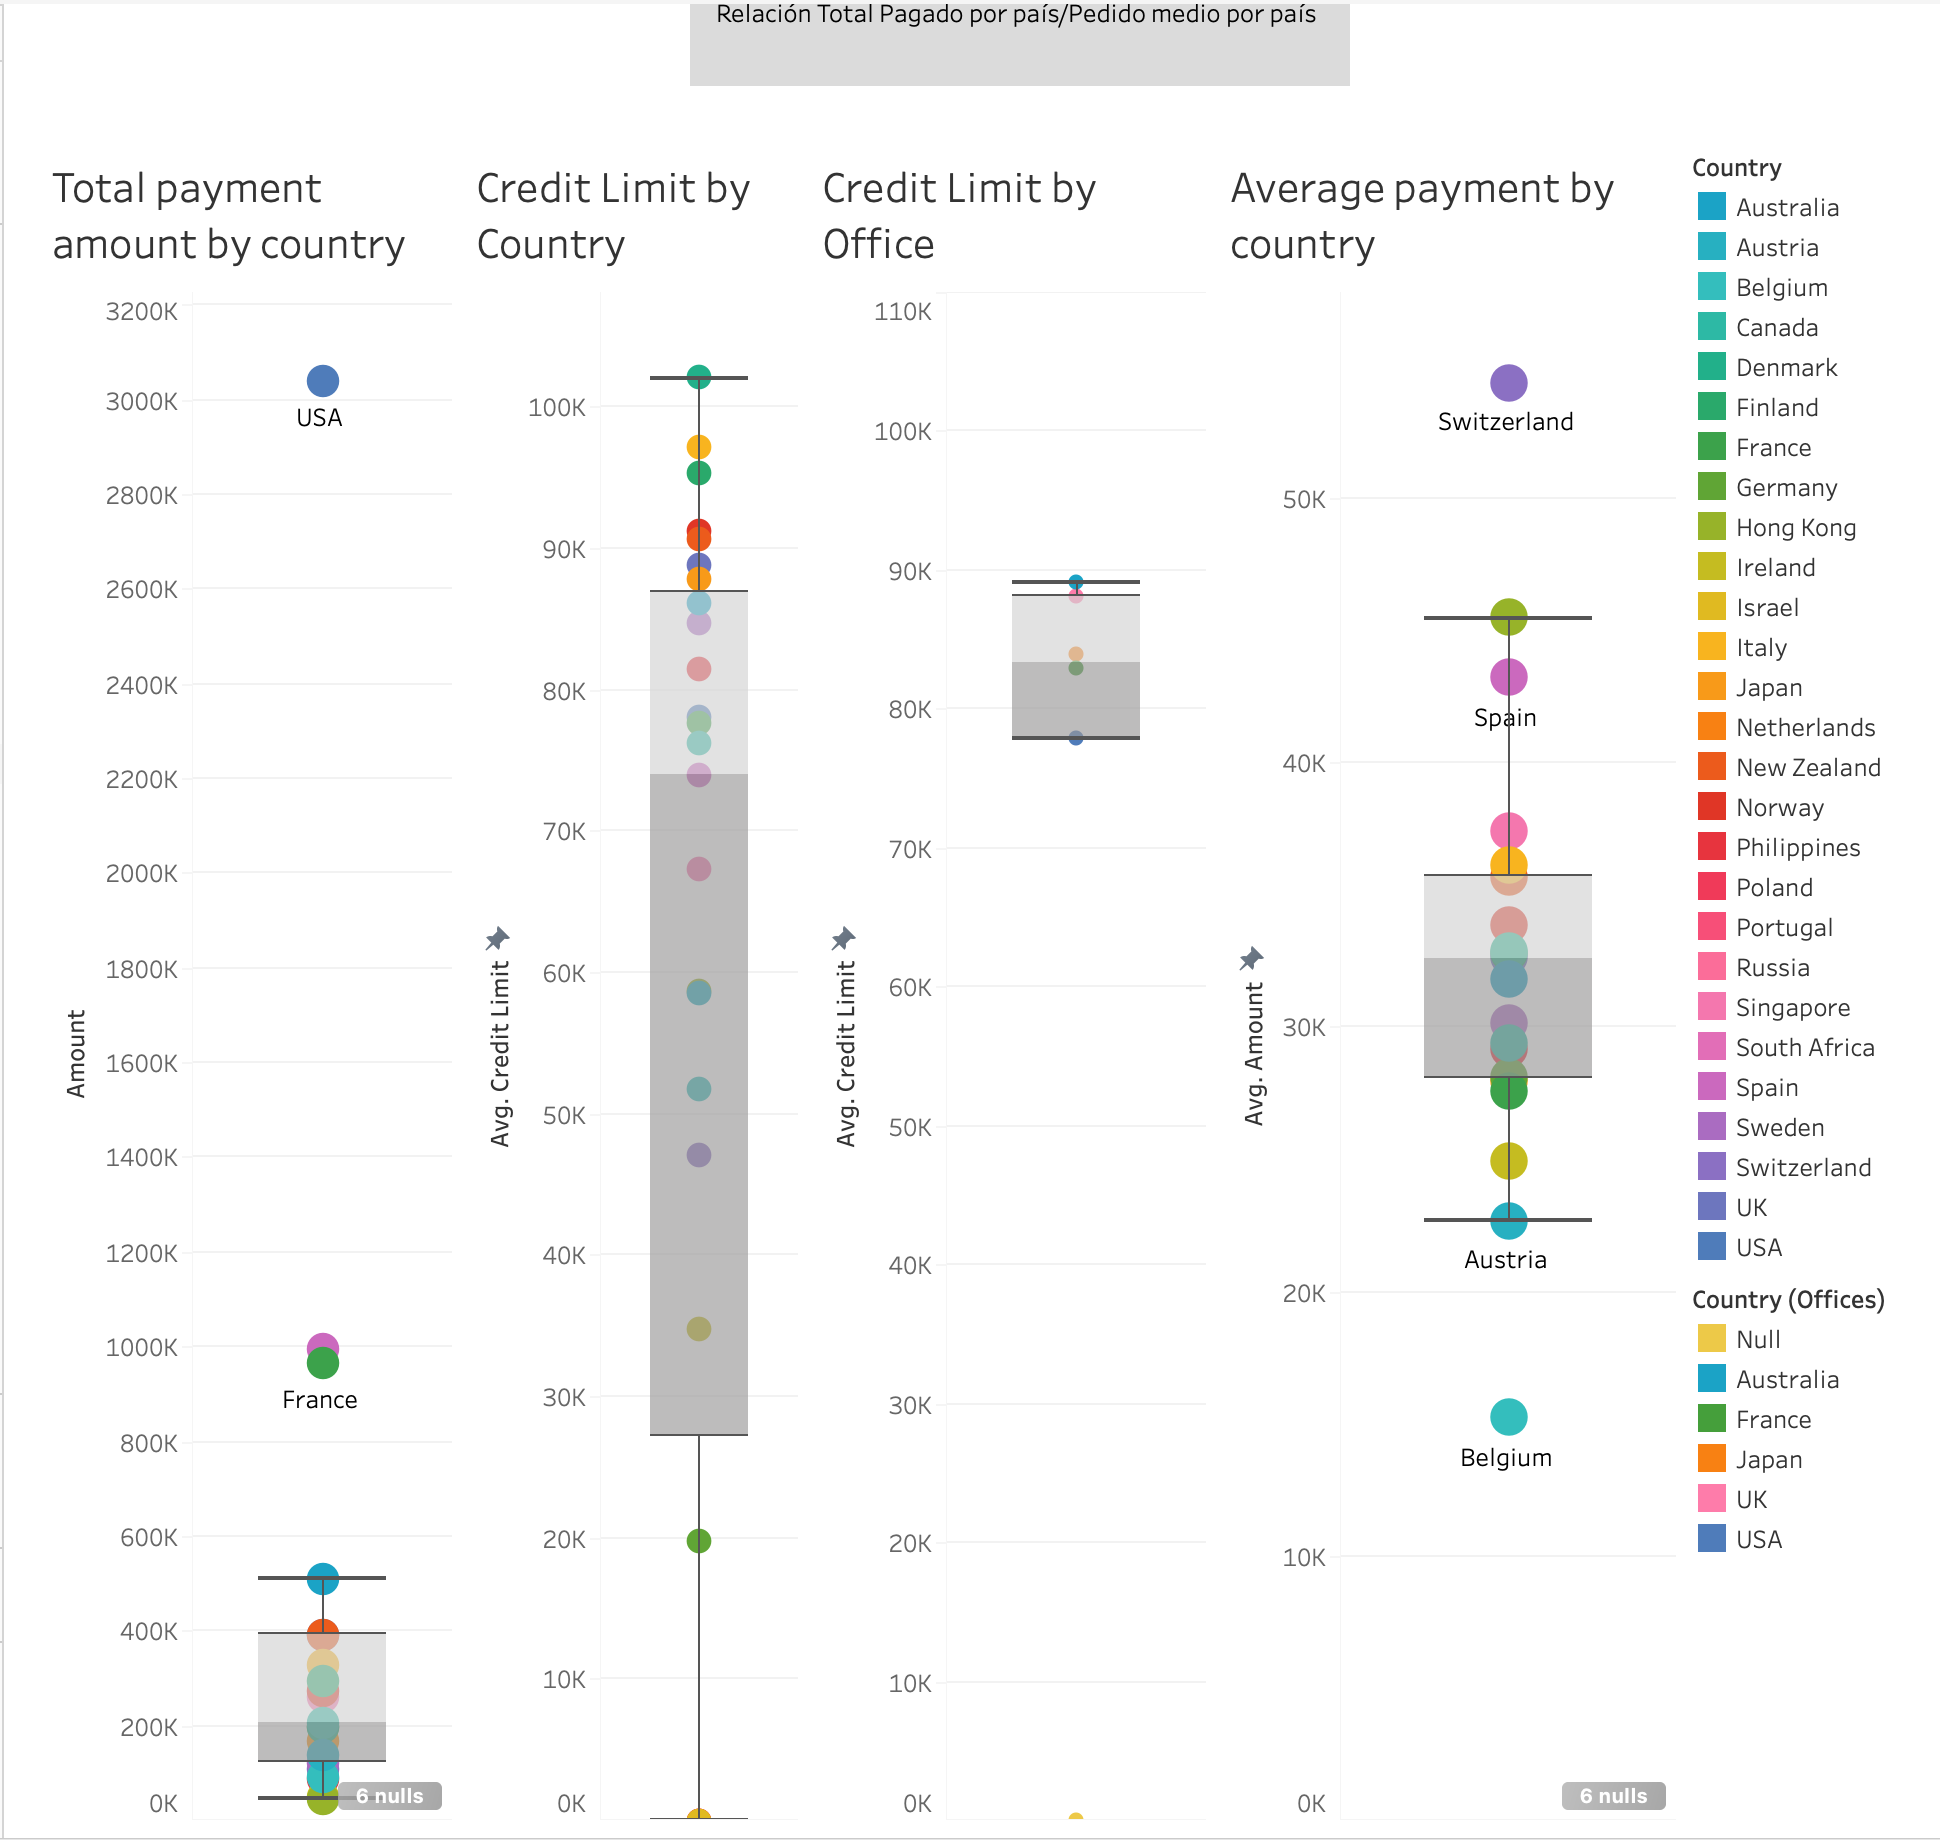 Relación Total Pagado por país/Pedido medio por país
Total payment
amount by country
3200K
3000K
2800K
2600K
2400K
2200K
2000K
1800K
1600K
1400K
1200K
1000K
800K
600K
400K
200K
0K
Amount
USA
France
6 nulls
Credit Limit by
Country
100K
90K
80K
70K
60K
50K
40K
30K
20K
10K
0K
Avg. Credit Limit
Credit Limit by
Office
110K
100K
90K
80K
70K
60K
50K
40K
30K
20K
10K
0K
Avg. Credit Limit
Average payment by
country
50K
40K
30K
20K
10K
0K
Avg. Amount
Switzerland
Spain
Austria
Belgium
6 nulls
Country
Australia
Austria
Belgium
Canada
Denmark
Finland
France
Germany
Hong Kong
Ireland
Israel
Italy
Japan
Netherlands
New Zealand
Norway
Philippines
Poland
Portugal
Russia
Singapore
South Africa
Spain
Sweden
Switzerland
UK
USA
Country (Offices)
Null
Australia
France
Japan
UK
USA